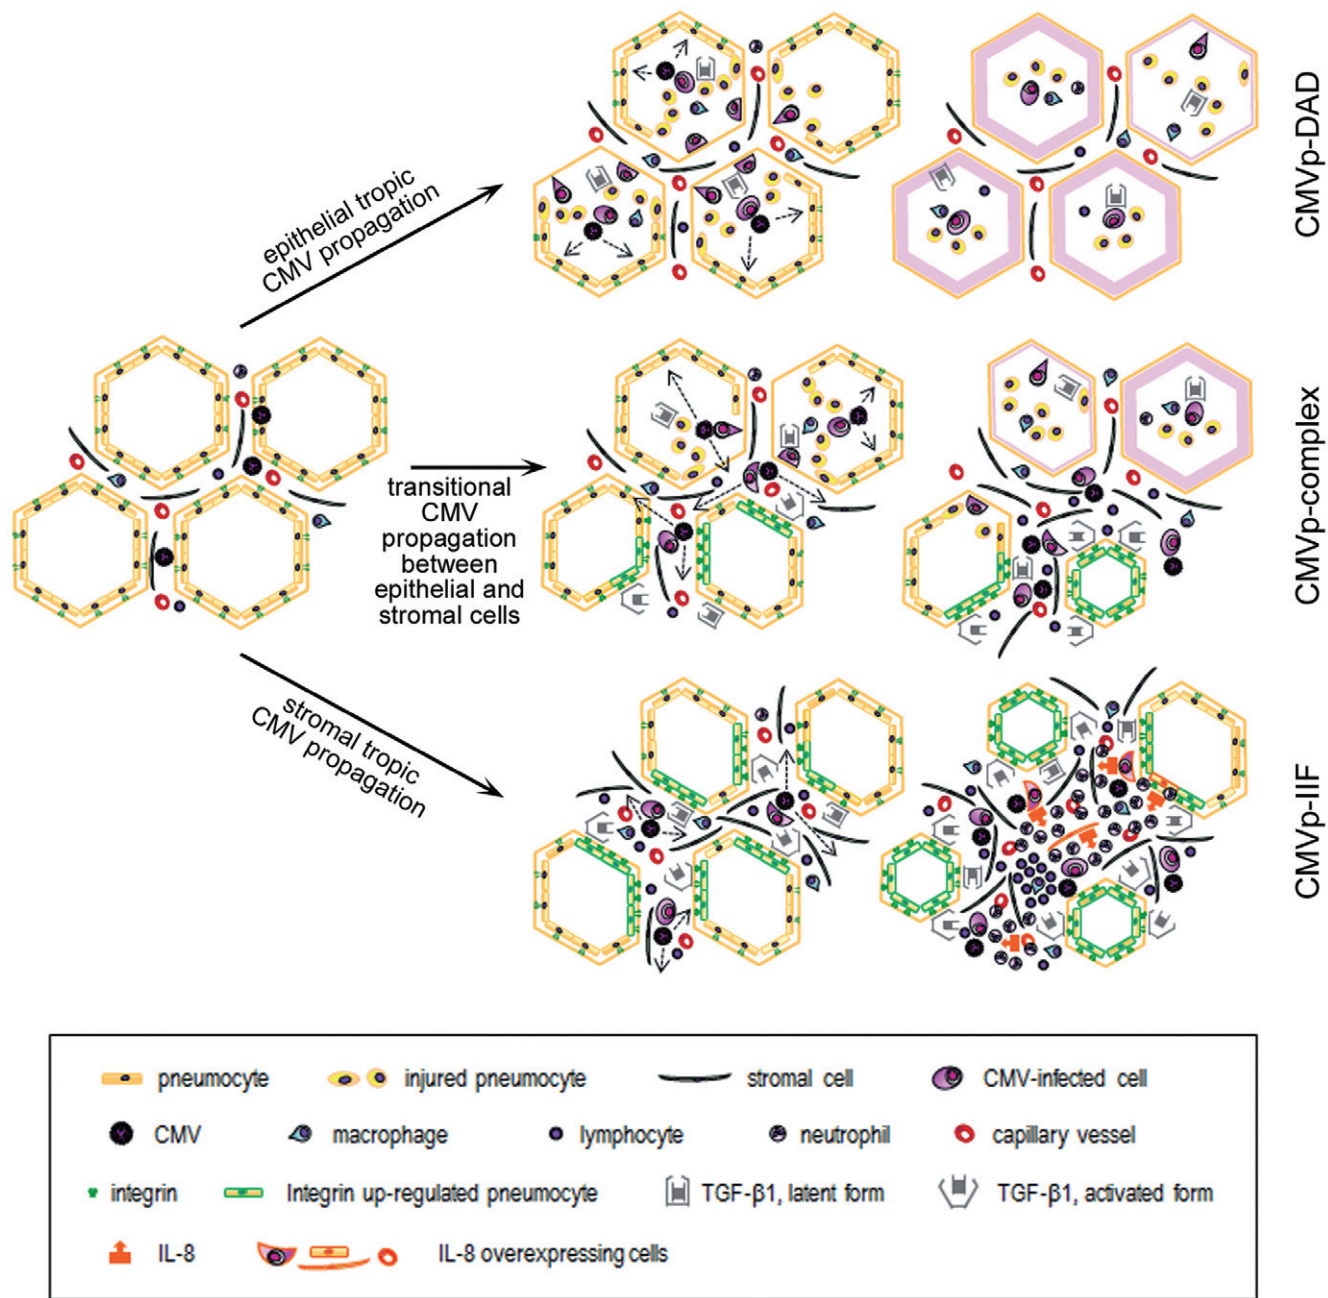 epithelial tropic
CMV propagation
CMVp-DAD
transitional
CMV
propagation
between
epithelial and
stromal cells
CMVp-complex
stromal tropic
CMV propagation
CMVp-IIF
pneumocyte
injured pneumocyte
stromal cell
CMV-infected cell
CMV
macrophage
lymphocyte
neutrophil
capillary vessel
integrin
Integrin up-regulated pneumocyte
TGF-β1, latent form
TGF-β1, activated form
IL-8
IL-8 overexpressing cells